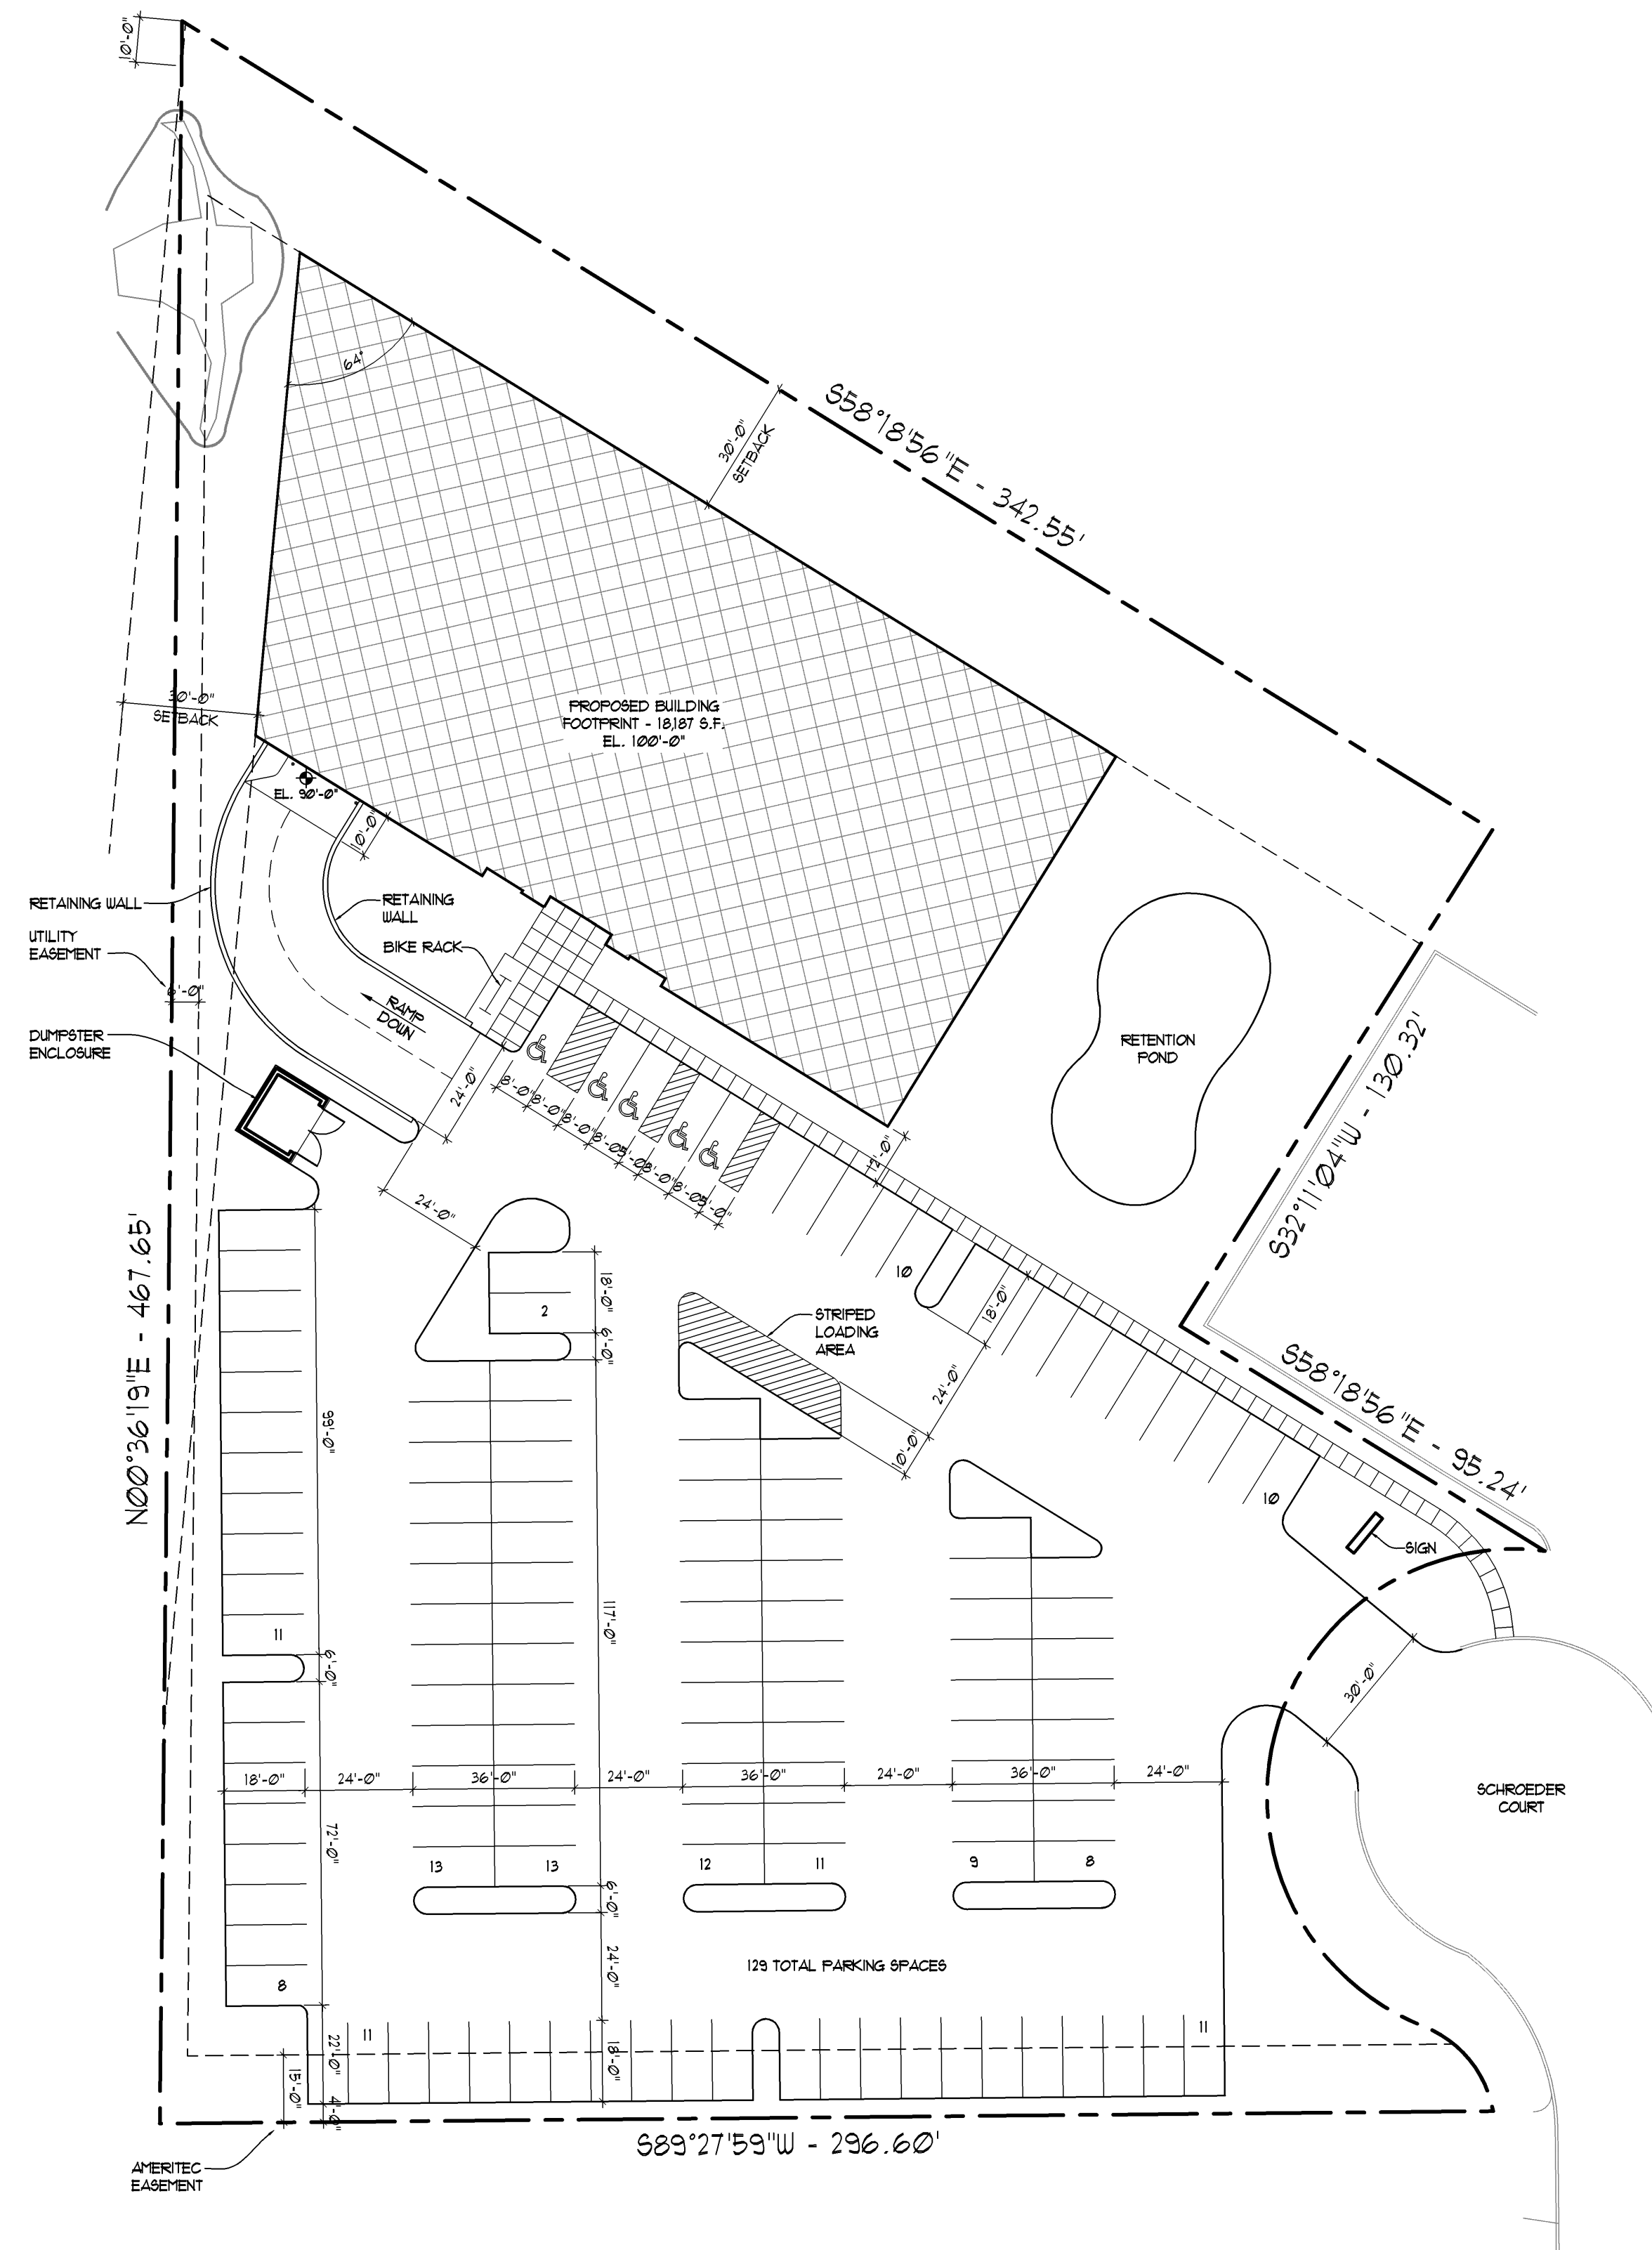 10'-0"
S58°18'56"E - 342.55'
64°
30'-0"
SETBACK
30'-0"
SETBACK
PROPOSED BUILDING
FOOTPRINT - 18,187 S.F.
EL. 100'-0"
EL. 90'-0"
10'-0"
RETAINING WALL
RETAINING
WALL
UTILITY
EASEMENT
BIKE RACK
8'-0"
RAMP
DOWN
DUMPSTER
ENCLOSURE
RETENTION
POND
S32°11'04"W - 130.32'
24'-0"
8'-0"
8'-0"
8'-0"
8'-0"
5'-0"
8'-0"
8'-0"
5'-0"
12'-0"
24'-0"
N00°36'19"E - 467.65'
10
18'-0"
2
6'-0"
18'-0"
STRIPED
LOADING
AREA
24'-0"
10'-0"
S58°18'56"E - 95.24'
99'-0"
10
SIGN
117'-0"
11
6'-0"
30'-0"
18'-0"
24'-0"
36'-0"
24'-0"
36'-0"
24'-0"
36'-0"
24'-0"
SCHROEDER
COURT
72'-0"
13
13
12
11
9
8
6'-0"
24'-0"
129 TOTAL PARKING SPACES
8
11
11
22'-0"
18'-0"
15'-0"
4'-0"
S89°27'59"W - 296.60'
AMERITEC
EASEMENT